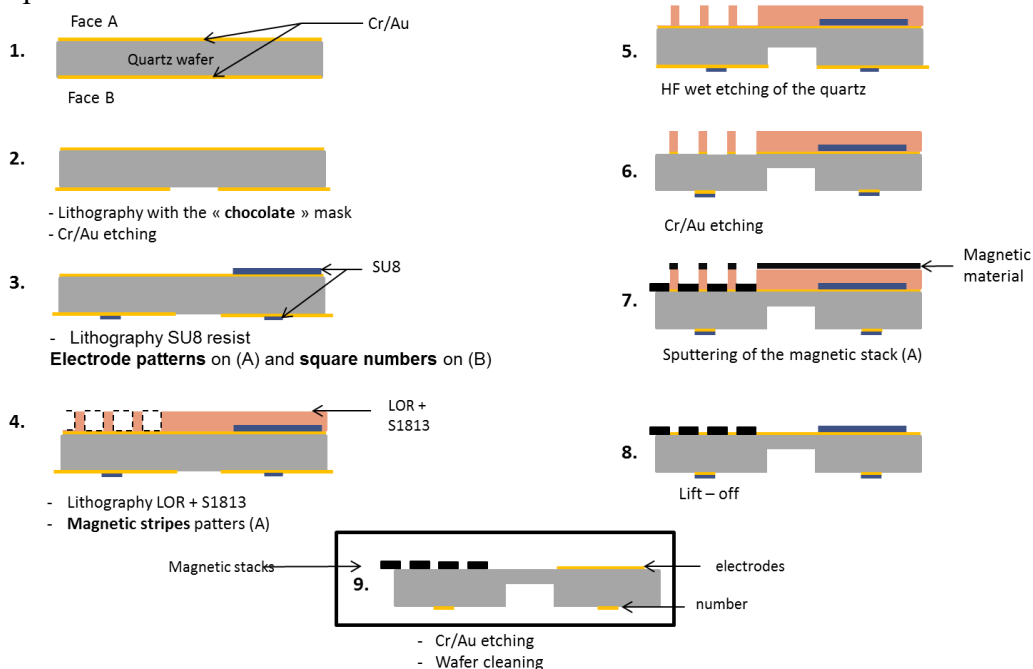 Face A
Cr/Au
1.
Quartz wafer
Face B
2.
- Lithography with the « chocolate » mask
- Cr/Au etching
3.
SU8
- Lithography SU8 resist
Electrode patterns on (A) and square numbers on (B)
4.
LOR +
S1813
- Lithography LOR + S1813
- Magnetic stripes patters (A)
5.
HF wet etching of the quartz
6.
Cr/Au etching
Magnetic
material
7.
Sputtering of the magnetic stack (A)
8.
Lift – off
Magnetic stacks
9.
electrodes
number
- Cr/Au etching
- Wafer cleaning